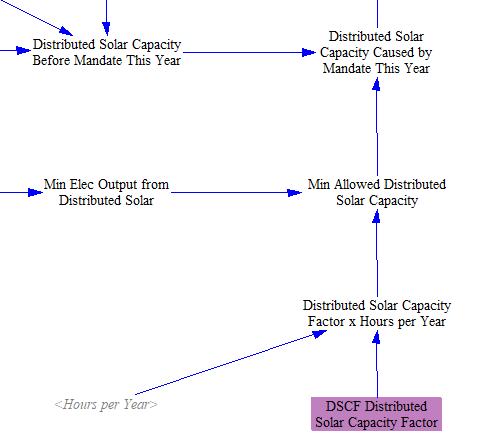 Distributed Solar Capacity
Before Mandate This Year
Distributed Solar
Capacity Caused by
Mandate This Year
Min Elec Output from
Distributed Solar
Min Allowed Distributed
Solar Capacity
Distributed Solar Capacity
Factor x Hours per Year
<Hours per Year>
DSCF Distributed
Solar Capacity Factor